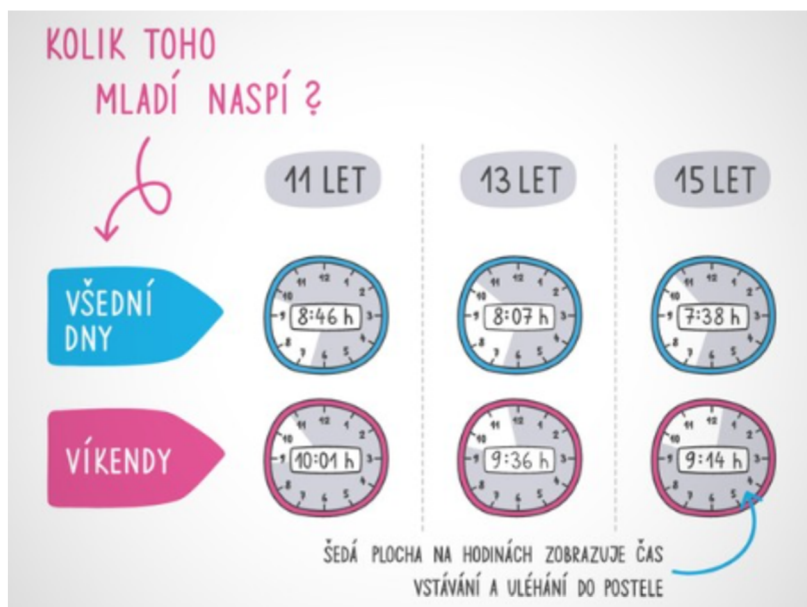 KOLIK TOHO
MLADÍ NASPÍ ?
11 LET
13 LET
15 LET
VŠEDNÍ
DNY
8:46 h
8:07 h
7:38 h
VÍKENDY
10:01 h
9:36 h
9:14 h
ŠEDÁ PLOCHA NA HODINÁCH ZOBRAZUJE ČAS
VSTÁVÁNÍ A ULÉHÁNÍ DO POSTELE